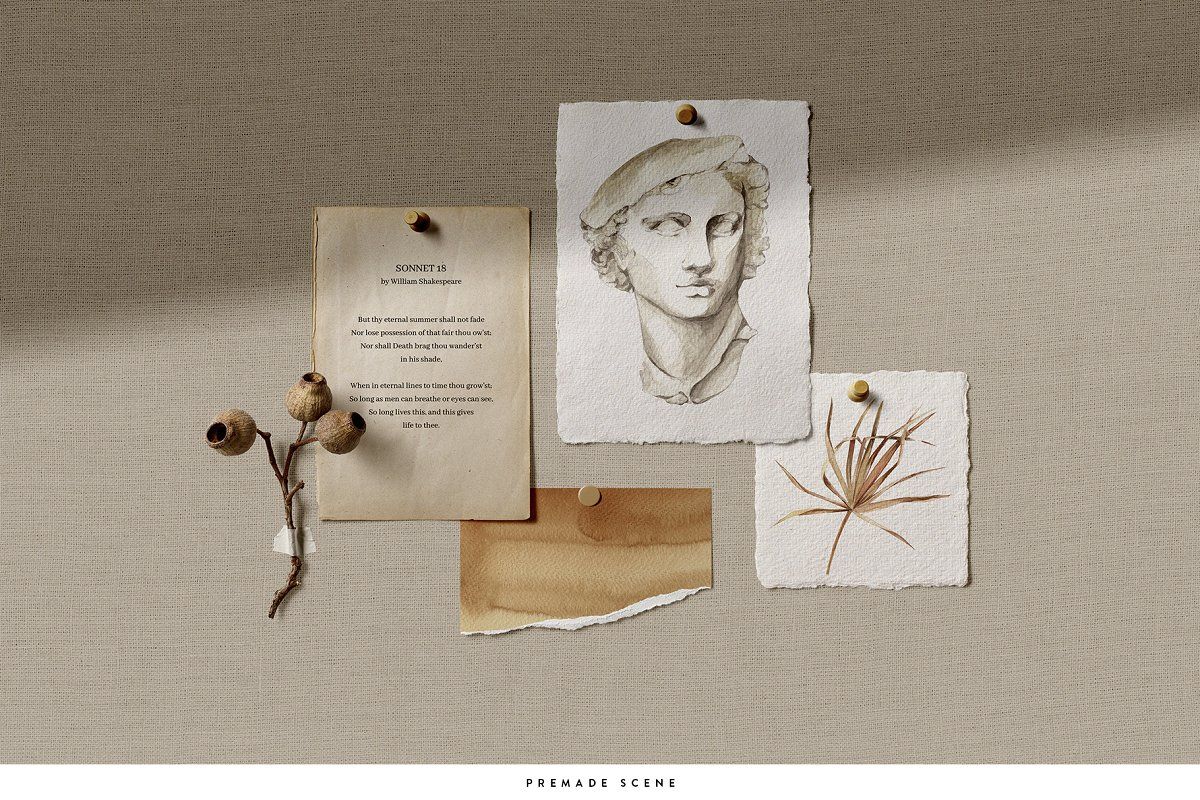 SONNET 18
by William Shakespeare
But thy eternal summer shall not fade
Nor lose possession of that fair thou ow'st;
Nor shall Death brag thou wander'st
in his shade,
When in eternal lines to time thou grow'st;
So long as men can breathe or eyes can see,
So long lives this, and this gives
life to thee.
PREMADE SCENE